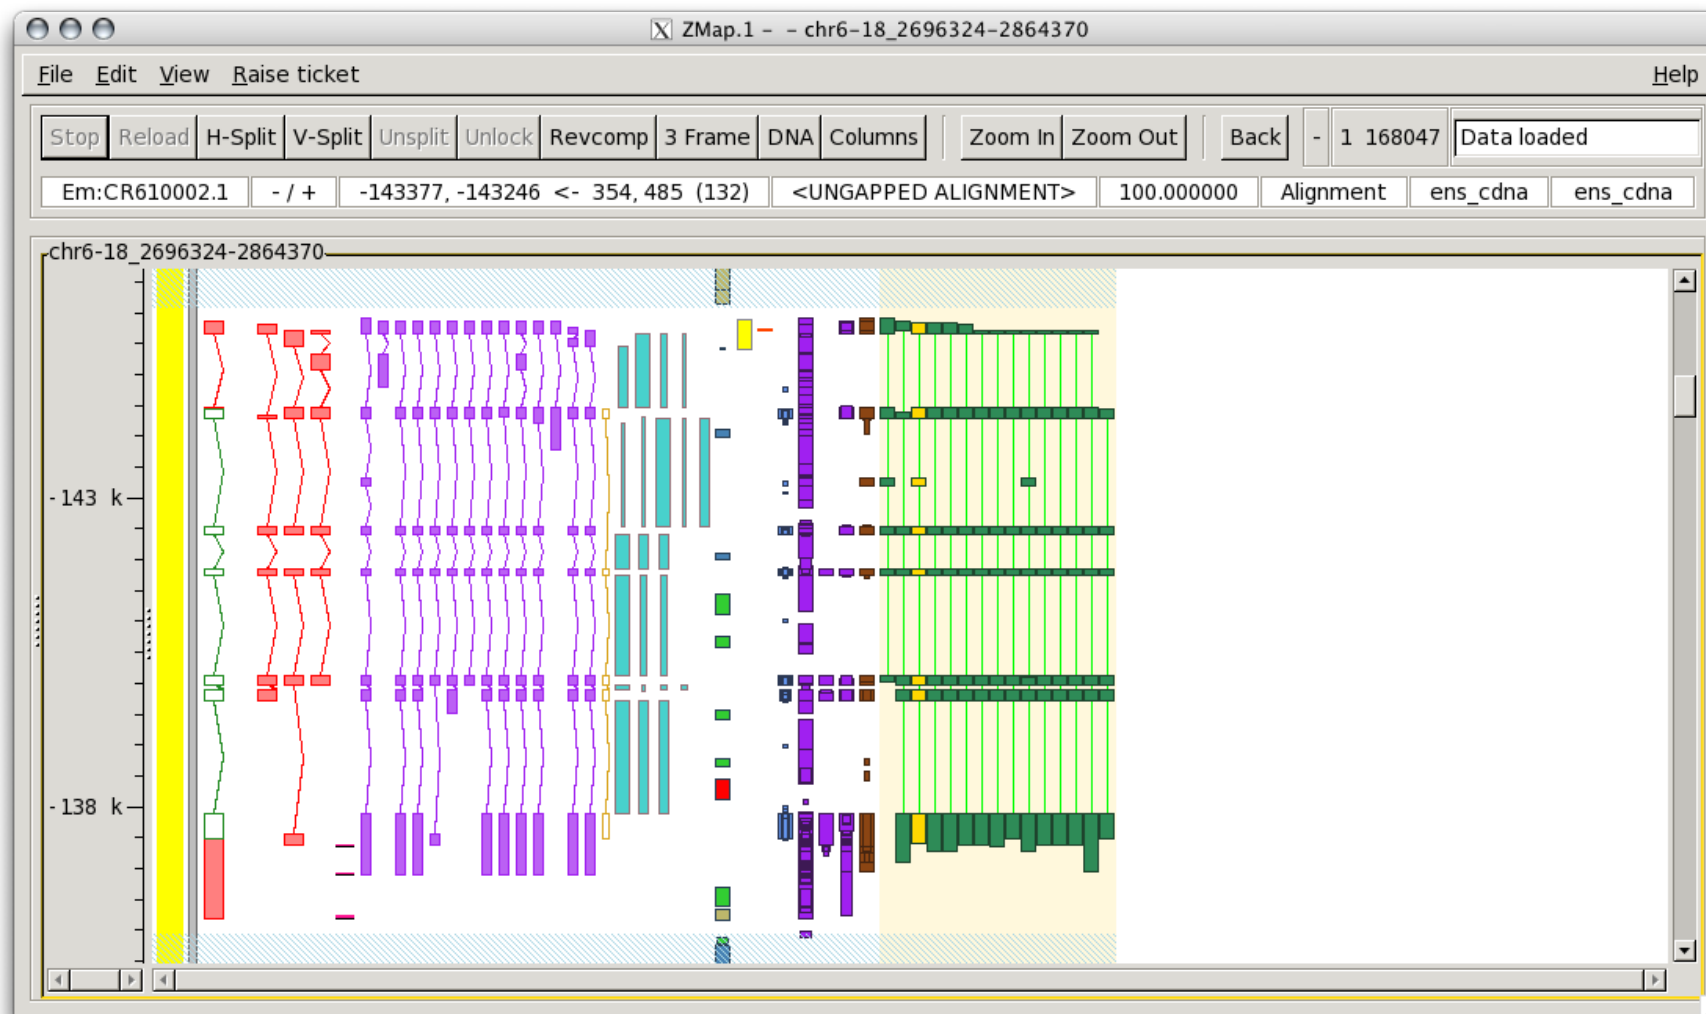 X ZMap.1 - - chr6-18_2696324-2864370
File Edit View Raise ticket Help
Stop Reload H-Split V-Split Unsplit Unlock Revcomp 3 Frame DNA Columns Zoom In Zoom Out Back - 1 168047 Data loaded
Em:CR610002.1 - / + -143377, -143246 <- 354, 485 (132) <UNGAPPED ALIGNMENT> 100.000000 Alignment ens_cdna ens_cdna
chr6-18_2696324-2864370
-143 k
-138 k